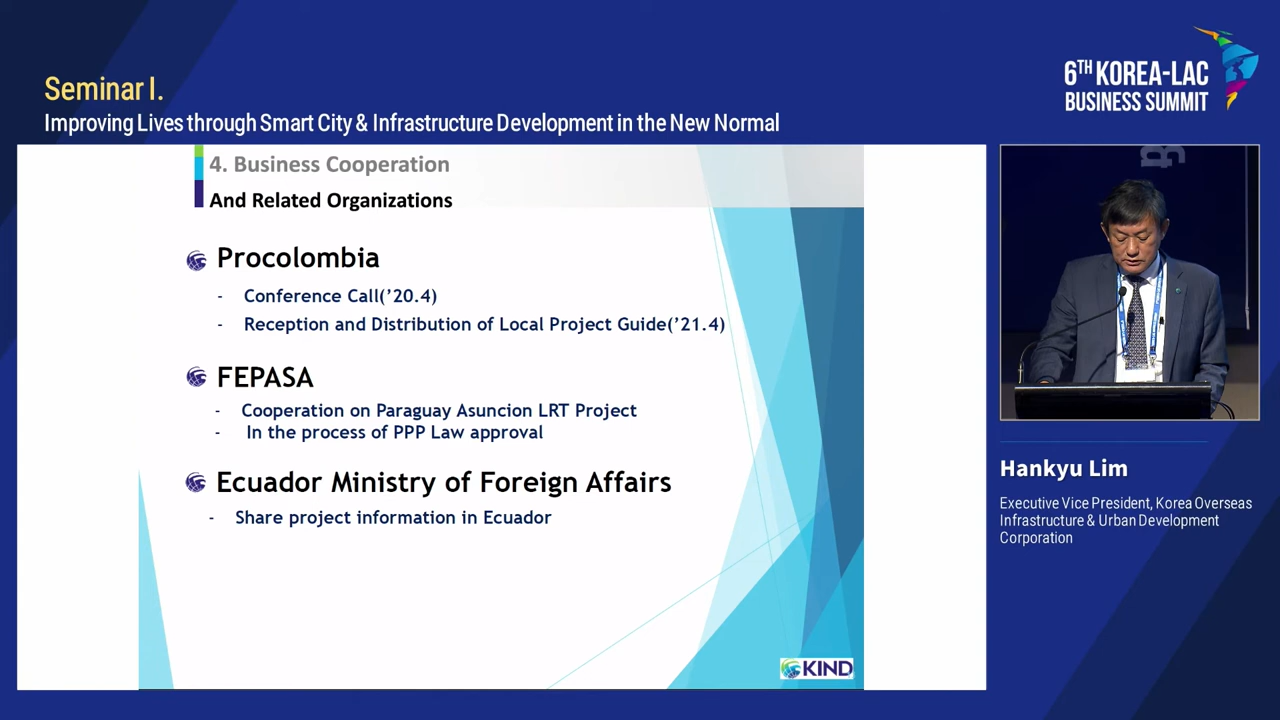 Seminar I.
Improving Lives through Smart City & Infrastructure Development in the New Normal
6TH KOREA-LAC
BUSINESS SUMMIT
4. Business Cooperation
And Related Organizations
Procolombia
- Conference Call(’20.4)
- Reception and Distribution of Local Project Guide(’21.4)
FEPASA
- Cooperation on Paraguay Asuncion LRT Project
- In the process of PPP Law approval
Ecuador Ministry of Foreign Affairs
- Share project information in Ecuador
KIND
Hankyu Lim
Executive Vice President, Korea Overseas
Infrastructure & Urban Development
Corporation